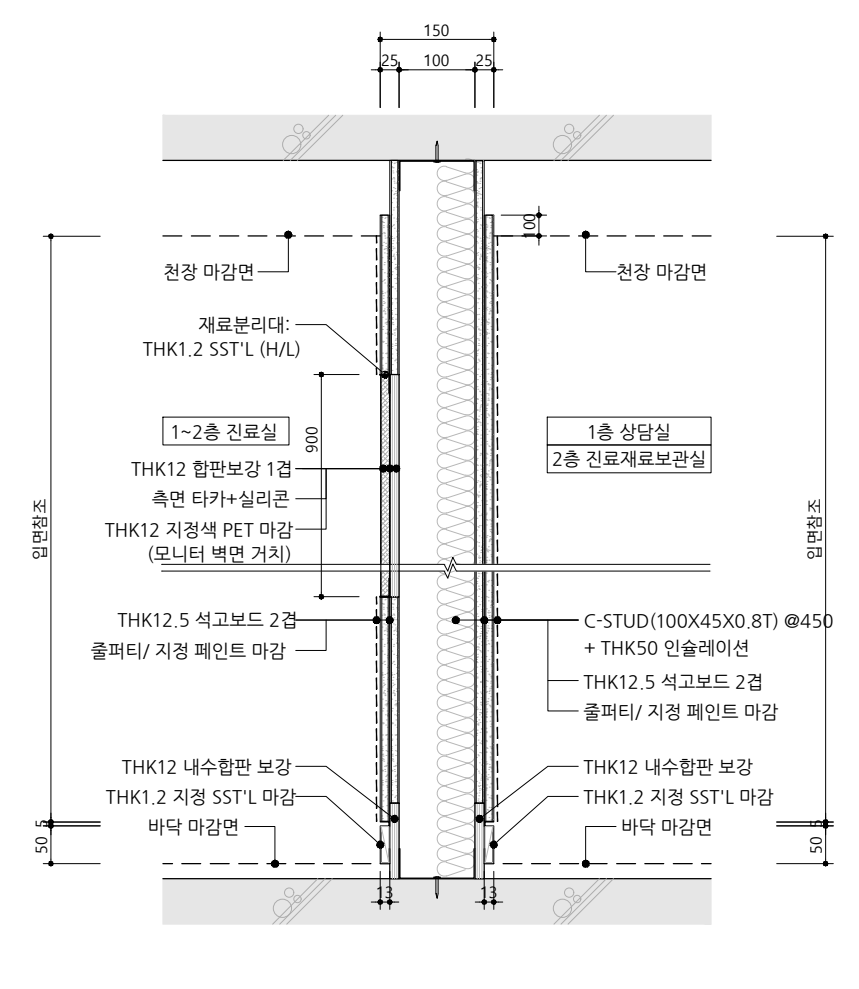 150
25 100 25
100
천장 마감면
천장 마감면
재료분리대:
THK1.2 SST'L (H/L)
900
1~2층 진료실
1층 상담실
2층 진료재료보관실
THK12 합판보강 1겹
측면 타카+실리콘
THK12 지정색 PET 마감
(모니터 벽면 거치)
입면참조
입면참조
THK12.5 석고보드 2겹
줄퍼티/ 지정 페인트 마감
C-STUD(100X45X0.8T) @450
+ THK50 인슐레이션
THK12.5 석고보드 2겹
줄퍼티/ 지정 페인트 마감
THK12 내수합판 보강
THK1.2 지정 SST'L 마감
바닥 마감면
THK12 내수합판 보강
THK1.2 지정 SST'L 마감
바닥 마감면
50 5
50 5
13
13